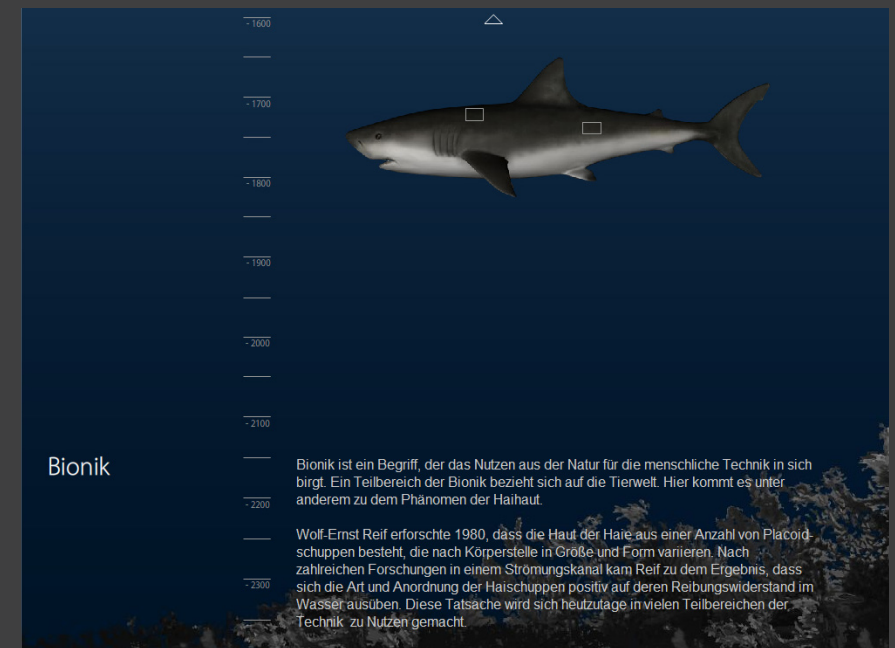 - 1600
- 1700
- 1800
- 1900
- 2000
- 2100
Bionik
Bionik ist ein Begriff, der das Nutzen aus der Natur für die menschliche Technik in sich
birgt. Ein Teilbereich der Bionik bezieht sich auf die Tierwelt. Hier kommt es unter
anderem zu dem Phänomen der Haihaut.
- 2200
Wolf-Ernst Reif erforschte 1980, dass die Haut der Haie aus einer Anzahl von Placoid-
schuppen besteht, die nach Körperstelle in Größe und Form variieren. Nach
zahlreichen Forschungen in einem Strömungskanal kam Reif zu dem Ergebnis, dass
sich die Art und Anordnung der Haischuppen positiv auf deren Reibungswiderstand im
- 2300
Wasser ausüben. Diese Tatsache wird sich heutzutage in vielen Teilbereichen der
Technik zu Nutzen gemacht.